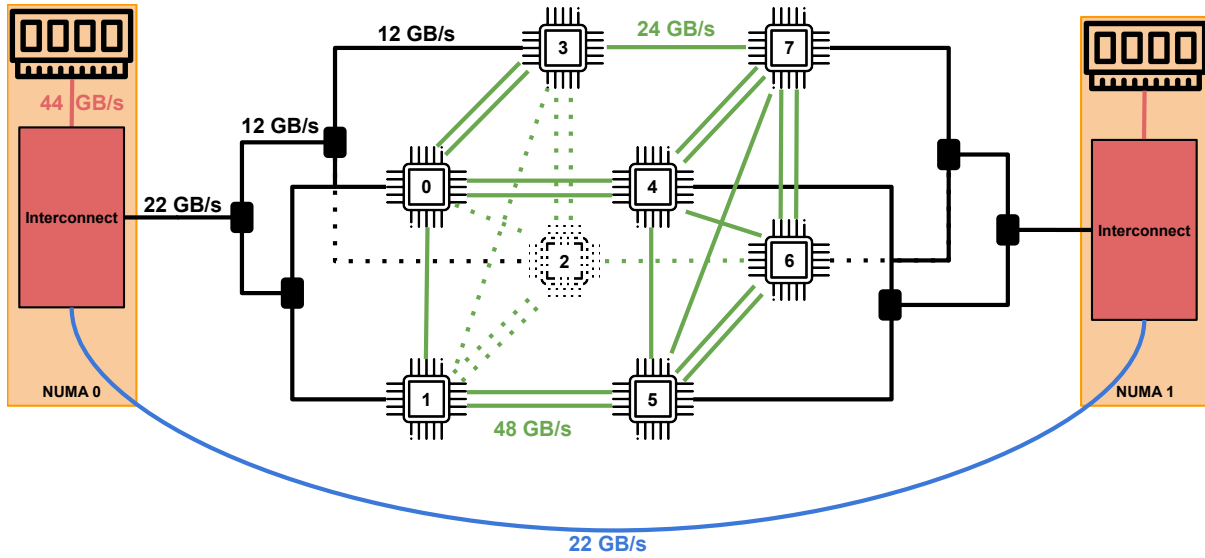 12 GB/s
3
24 GB/s
7
44 GB/s
12 GB/s
0
4
22 GB/s
Interconnect
Interconnect
2
6
NUMA 0
1
5
NUMA 1
48 GB/s
22 GB/s